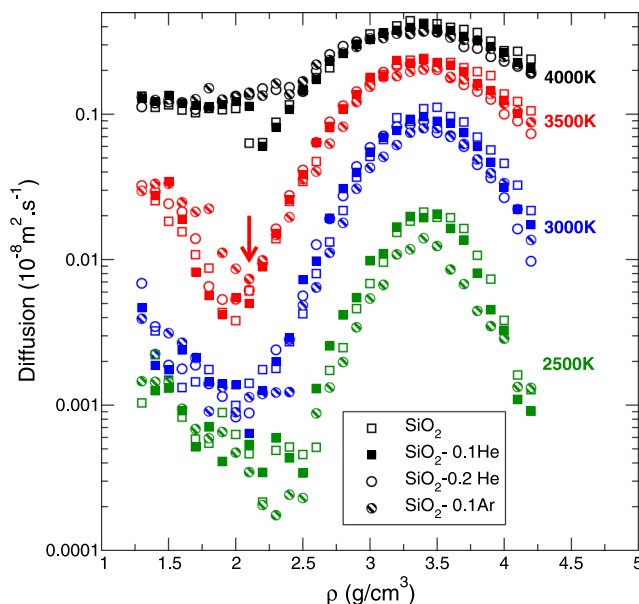 Diffusion (10⁻⁸m².s⁻¹)
0.1
0.01
0.001
0.0001
4000K
3500K
3000K
2500K
SiO₂
SiO₂- 0.1He
SiO₂-0.2 He
SiO₂-0.1Ar
1 1.5 2 2.5 3 3.5 4 4.5 5
ρ (g/cm³)